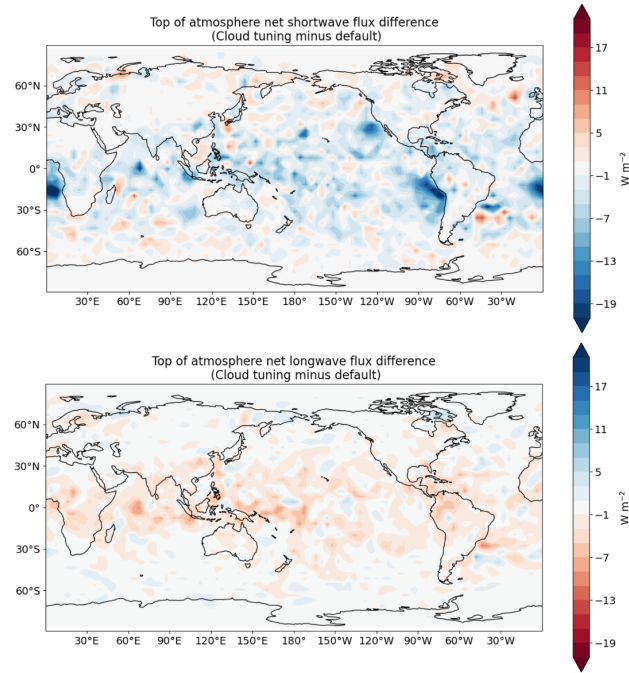 Top of atmosphere net shortwave flux difference
(Cloud tuning minus default)
60°N
30°N
0°
30°S
60°S
30°E 60°E 90°E 120°E 150°E 180° 150°W 120°W 90°W 60°W 30°W
17
11
5
−1
−7
−13
−19
W m⁻²
Top of atmosphere net longwave flux difference
(Cloud tuning minus default)
60°N
30°N
0°
30°S
60°S
30°E 60°E 90°E 120°E 150°E 180° 150°W 120°W 90°W 60°W 30°W
17
11
5
−1
−7
−13
−19
W m⁻²